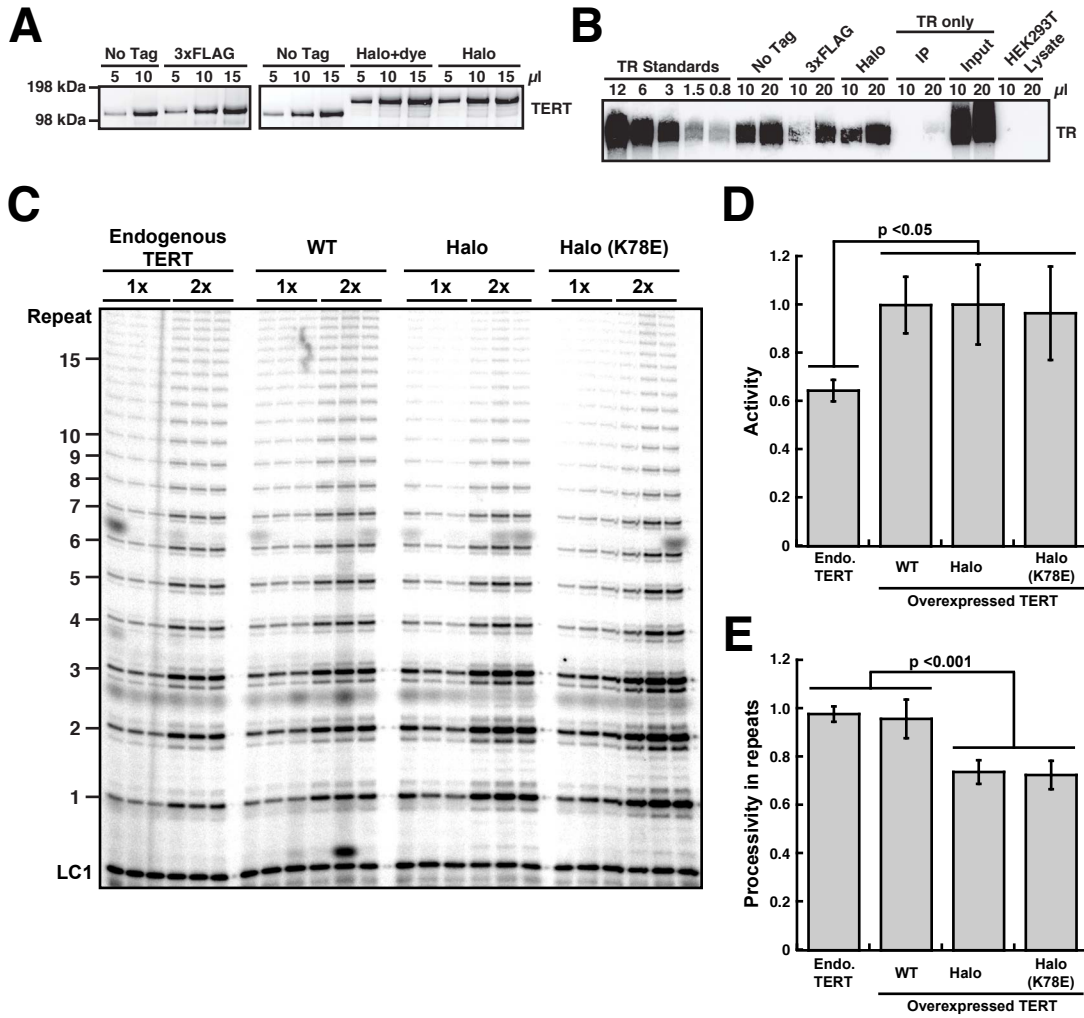 A
No Tag 3xFLAG No Tag Halo+dye Halo
5 10 5 10 15 5 10 15 5 10 15 5 10 15 µl
198 kDa
98 kDa
TERT
B
TR Standards No Tag 3xFLAG Halo TR only IP Input HEK293T Lysate
12 6 3 1.5 0.8 10 20 10 20 10 20 10 20 10 20 10 20 µl
TR
C
Endogenous TERT WT Halo Halo (K78E)
1x 2x 1x 2x 1x 2x 1x 2x
Repeat
15
10
9
8
7
6
5
4
3
2
1
LC1
D
p <0.05
1.2
1.0
0.8
0.6
0.4
0.2
0
Activity
Endo. TERT WT Halo Halo (K78E)
Overexpressed TERT
E
p <0.001
1.2
1.0
0.8
0.6
0.4
0.2
0
Processivity in repeats
Endo. TERT WT Halo Halo (K78E)
Overexpressed TERT